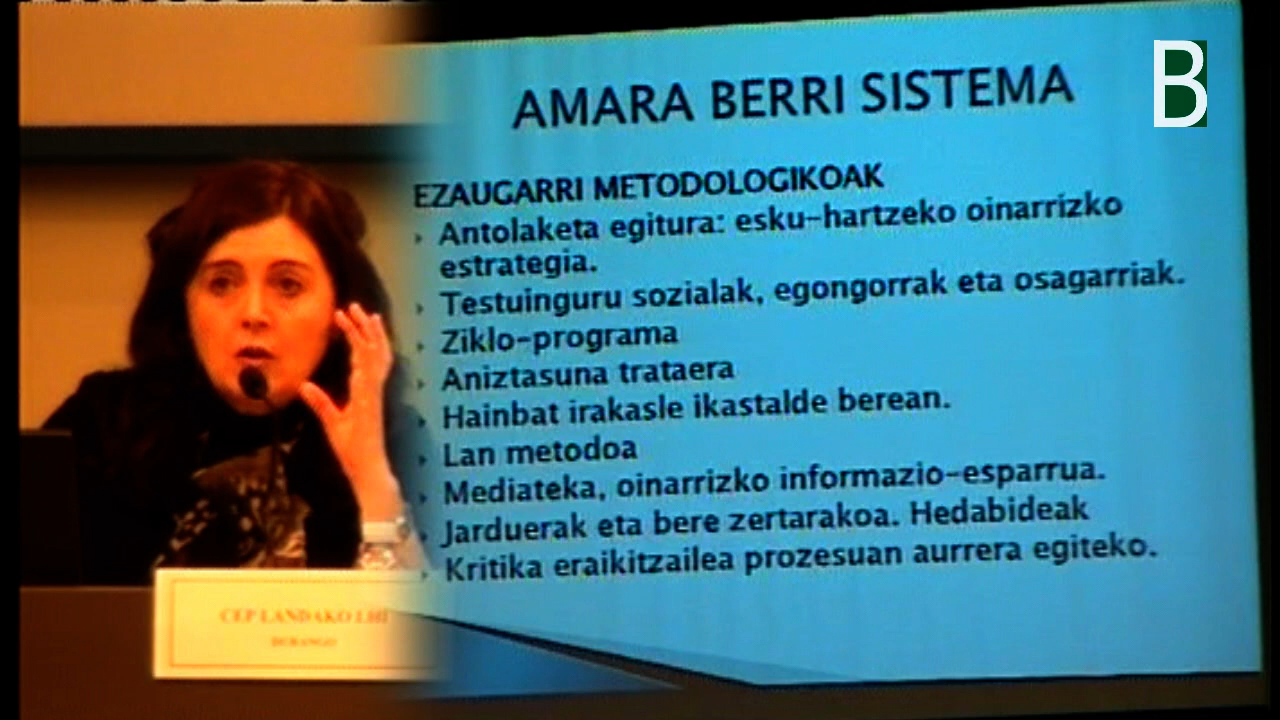 B
AMARA BERRI SISTEMA
EZAUGARRI METODOLOGIKOAK
Antolaketa egitura: esku-hartzeko oinarrizko
estrategia.
Testuinguru sozialak, egongorrak eta osagarriak.
Ziklo-programa
Aniztasuna trataera
Hainbat irakasle ikastalde berean.
Lan metodoa
Mediateka, oinarrizko informazio-esparrua.
Jarduerak eta bere zertarakoa. Hedabideak
Kritika eraikitzailea prozesuan aurrera egiteko.
CEP LANDAKO LHI
DURANGO